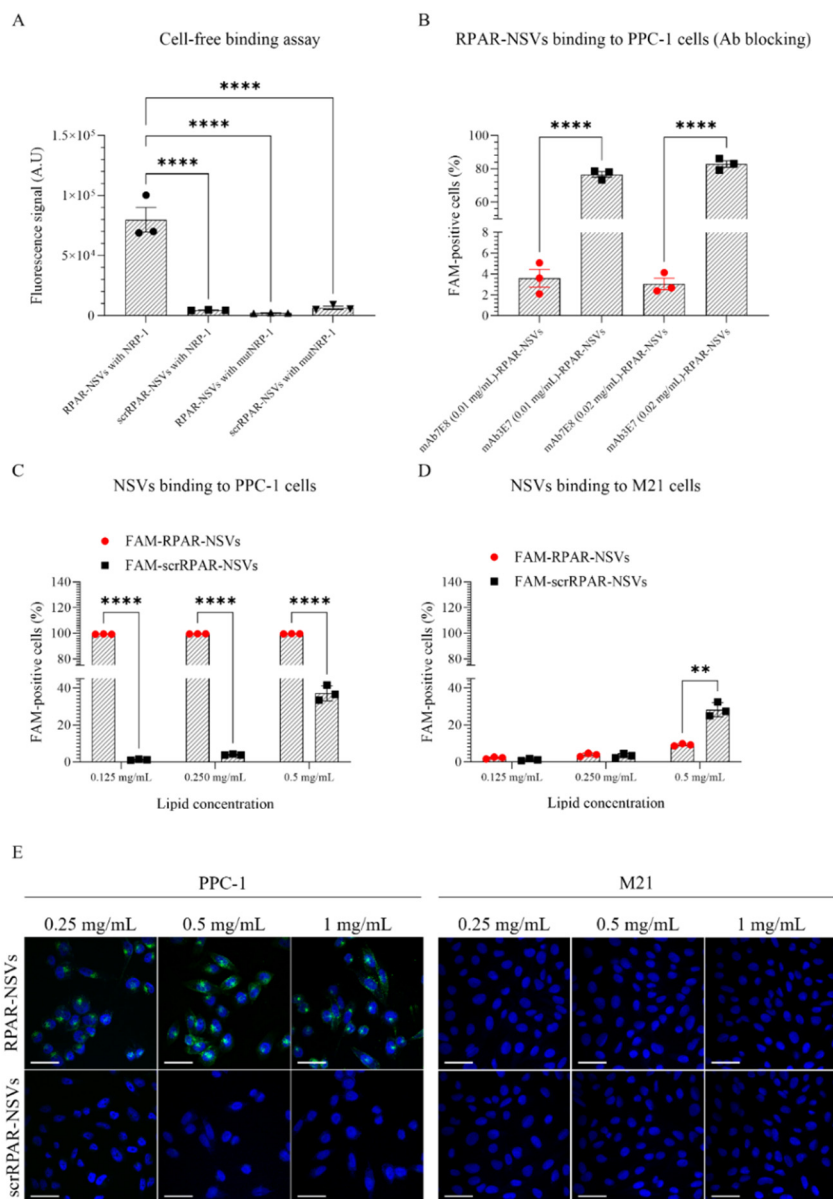 A
Cell-free binding assay
****
****
****
Fluorescence signal (A.U)
1.5×10⁵
1×10⁵
5×10⁴
0
RPAR-NSVs with NRP-1
scrRPAR-NSVs with NRP-1
RPAR-NSVs with mutNRP-1
scrRPAR-NSVs with mutNRP-1
B
RPAR-NSVs binding to PPC-1 cells (Ab blocking)
**** ****
FAM-positive cells (%)
100
80
60
8
6
4
2
0
mAb7E8 (0.01 mg/mL)-RPAR-NSVs
mAb3E7 (0.01 mg/mL)-RPAR-NSVs
mAb7E8 (0.02 mg/mL)-RPAR-NSVs
mAb3E7 (0.02 mg/mL)-RPAR-NSVs
C
NSVs binding to PPC-1 cells
FAM-RPAR-NSVs
FAM-scrRPAR-NSVs
**** **** ****
FAM-positive cells (%)
140
120
100
80
40
20
0
0.125 mg/mL 0.250 mg/mL 0.5 mg/mL
Lipid concentration
D
NSVs binding to M21 cells
FAM-RPAR-NSVs
FAM-scrRPAR-NSVs
**
FAM-positive cells (%)
140
120
100
80
40
20
0
0.125 mg/mL 0.250 mg/mL 0.5 mg/mL
Lipid concentration
E
PPC-1 M21
0.25 mg/mL 0.5 mg/mL 1 mg/mL 0.25 mg/mL 0.5 mg/mL 1 mg/mL
RPAR-NSVs
scrRPAR-NSVs